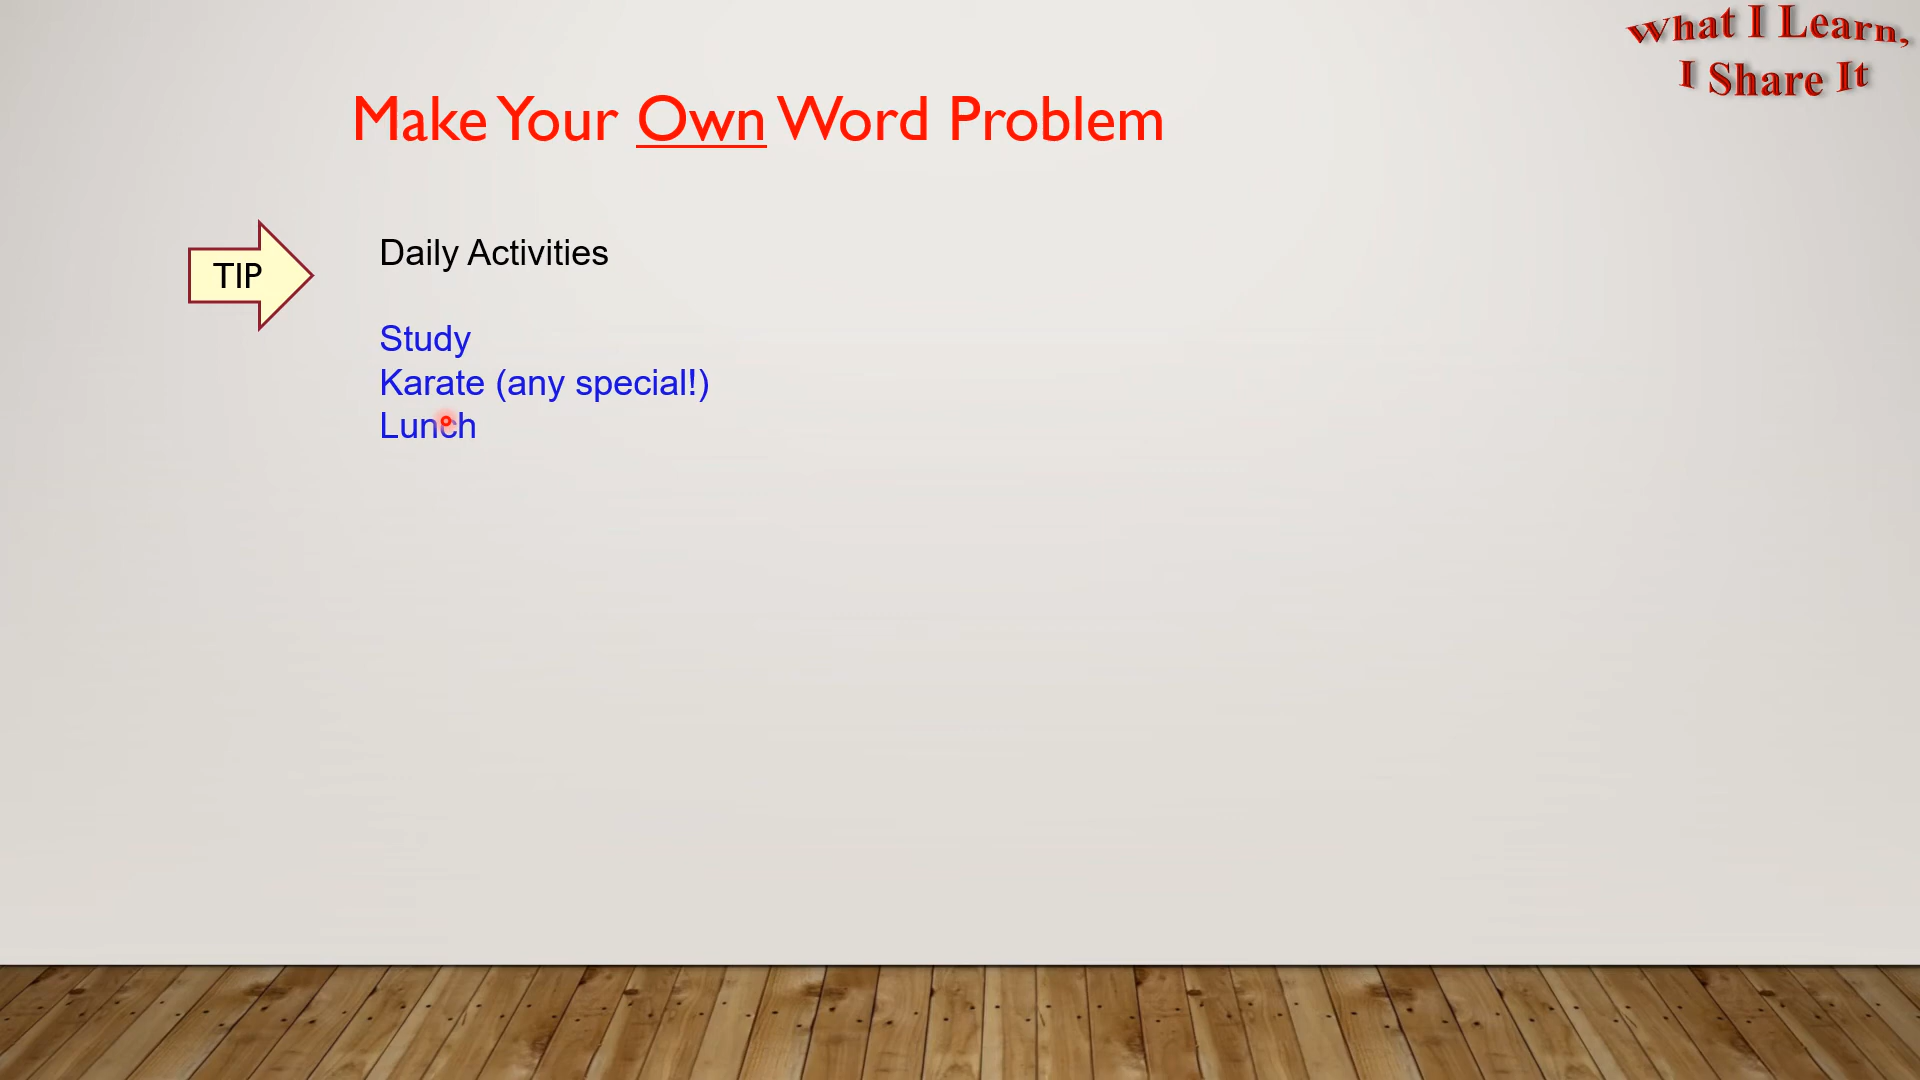 What I Learn,
I Share It
Make Your Own Word Problem
TIP
Daily Activities
Study
Karate (any special!)
Lunch